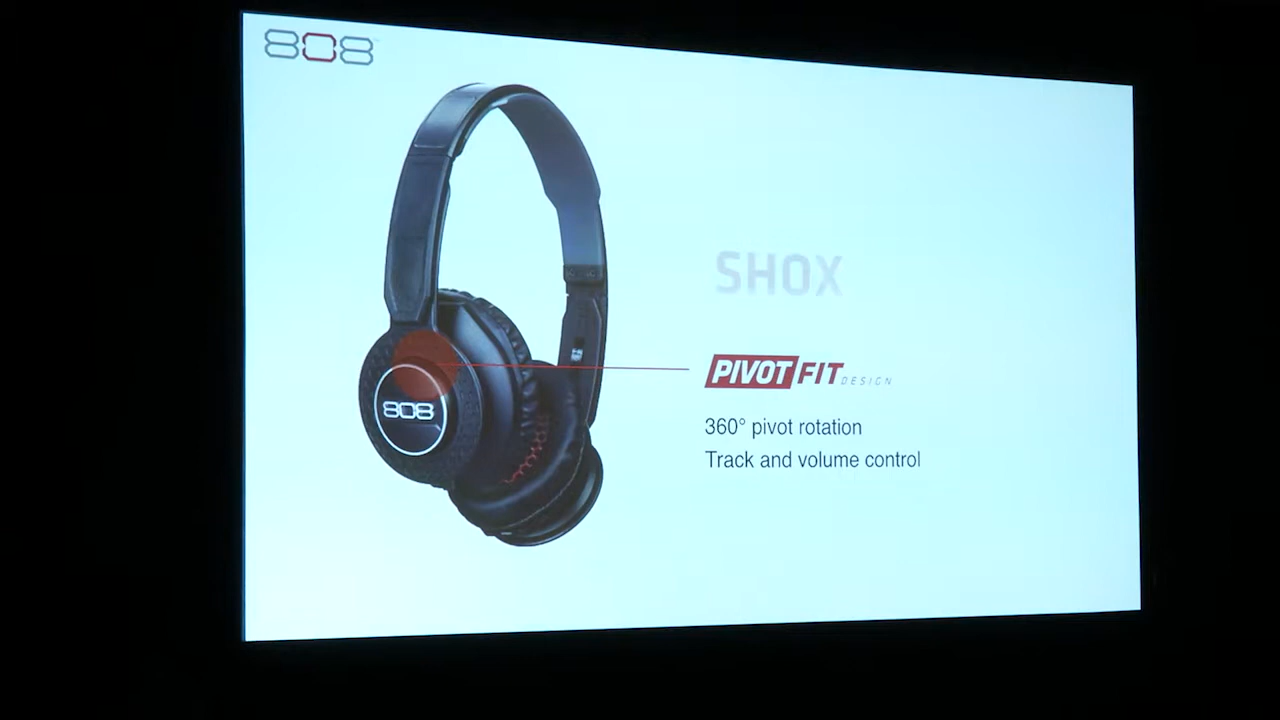 808
SHOX
808
PIVOT FIT DESIGN
360° pivot rotation
Track and volume control